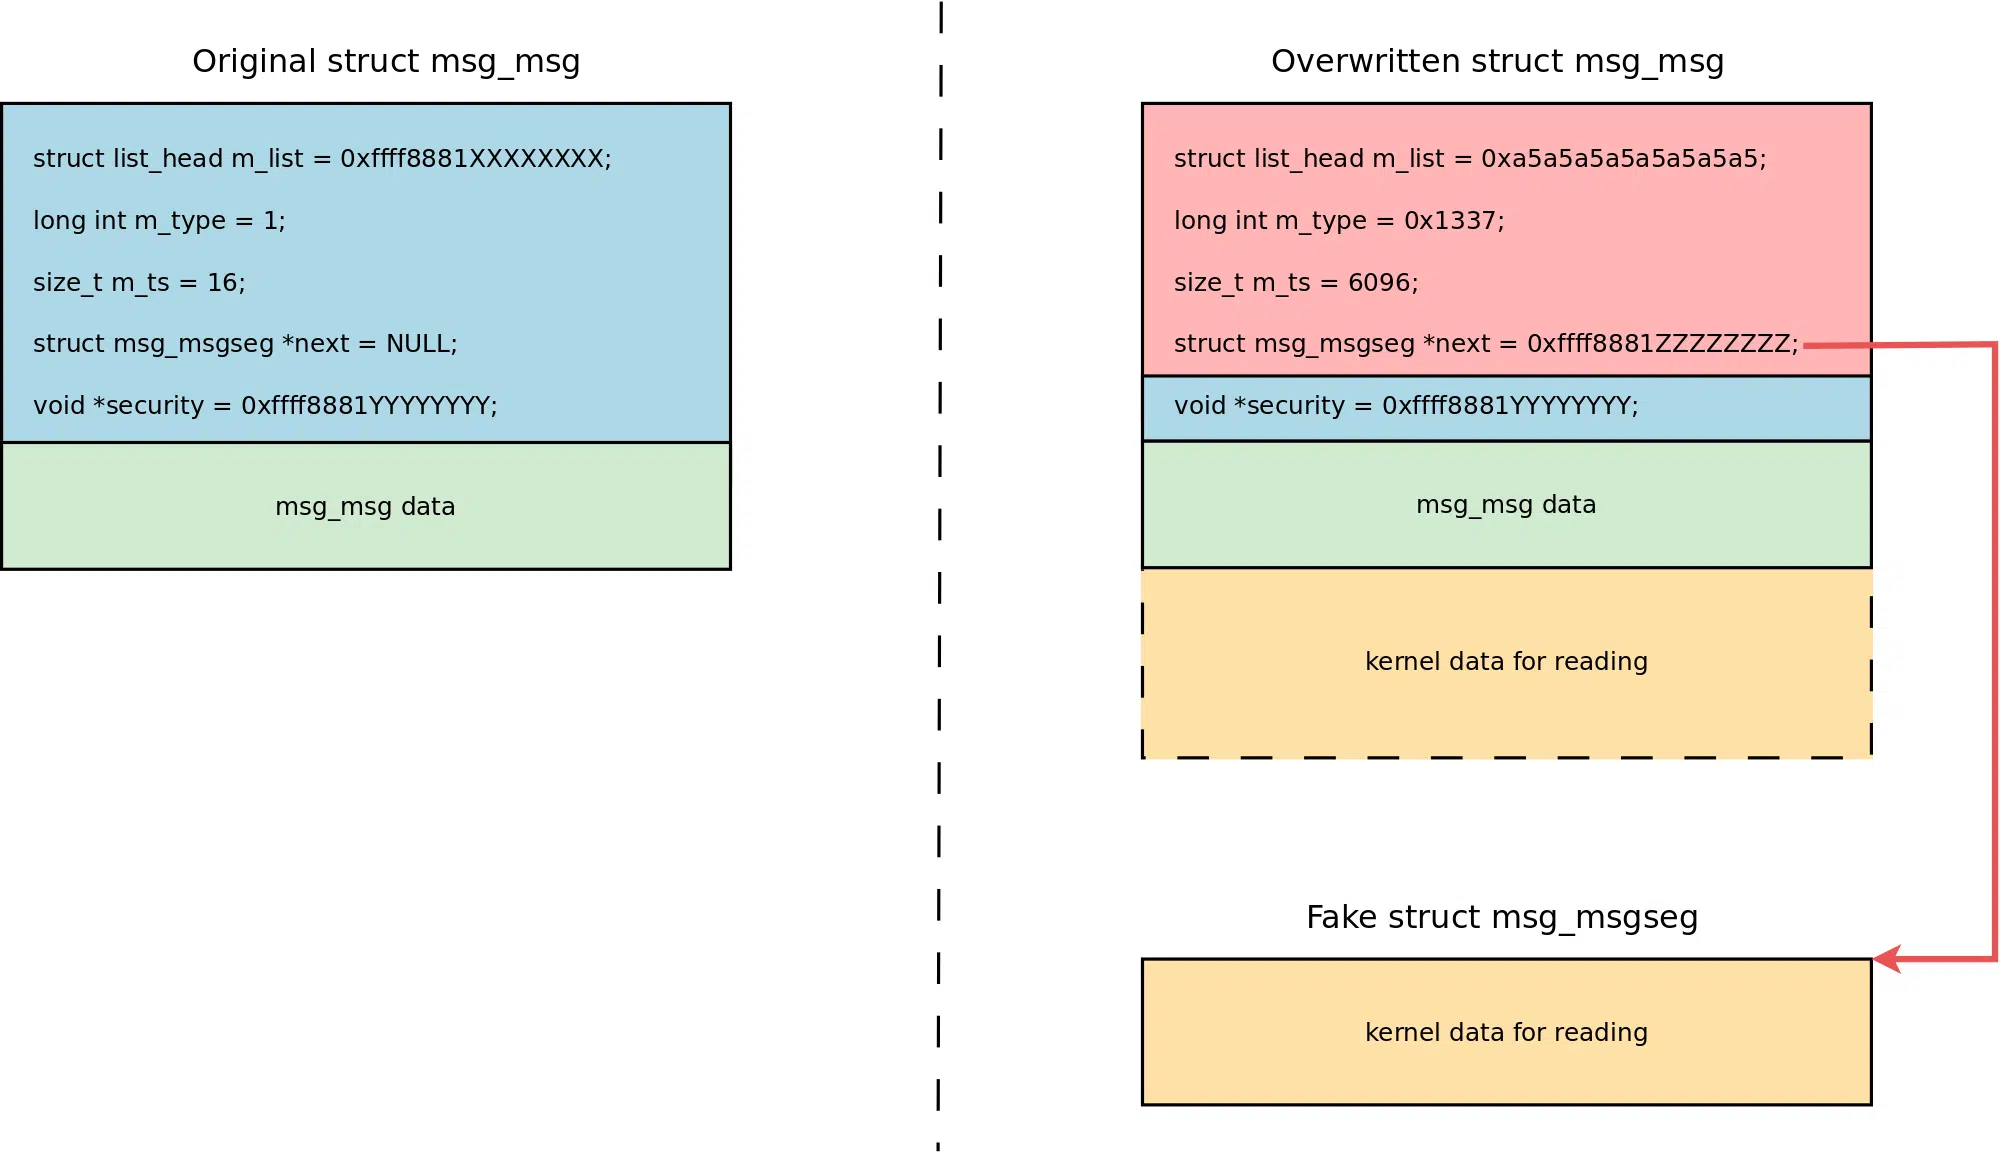 Original struct msg_msg
struct list_head m_list = 0xffff8881XXXXXXXX;
long int m_type = 1;
size_t m_ts = 16;
struct msg_msgseg *next = NULL;
void *security = 0xffff8881YYYYYYYY;
msg_msg data
Overwritten struct msg_msg
struct list_head m_list = 0xa5a5a5a5a5a5a5a5;
long int m_type = 0x1337;
size_t m_ts = 6096;
struct msg_msgseg *next = 0xffff8881ZZZZZZZZ;
void *security = 0xffff8881YYYYYYYY;
msg_msg data
kernel data for reading
Fake struct msg_msgseg
kernel data for reading